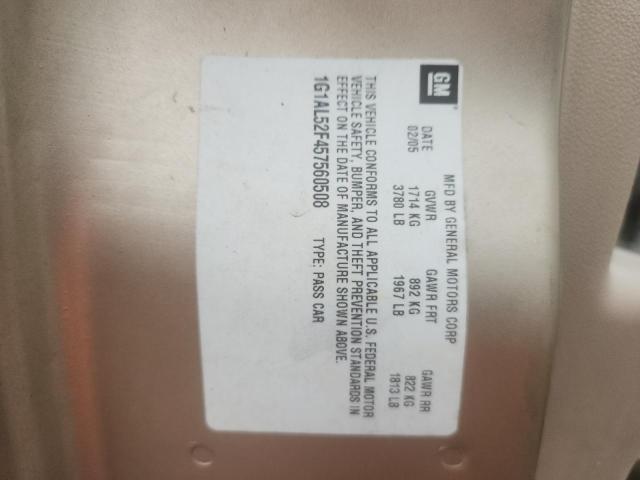 GM
MFD BY GENERAL MOTORS CORP
DATE GVWR GAWR FRT GAWR RR
02/05 1714 KG 892 KG 822 KG
3780 LB 1967 LB 1813 LB
THIS VEHICLE CONFORMS TO ALL APPLICABLE U.S. FEDERAL MOTOR
VEHICLE SAFETY, BUMPER, AND THEFT PREVENTION STANDARDS IN
EFFECT ON THE DATE OF MANUFACTURE SHOWN ABOVE.
1G1AL52F457560508 TYPE: PASS CAR